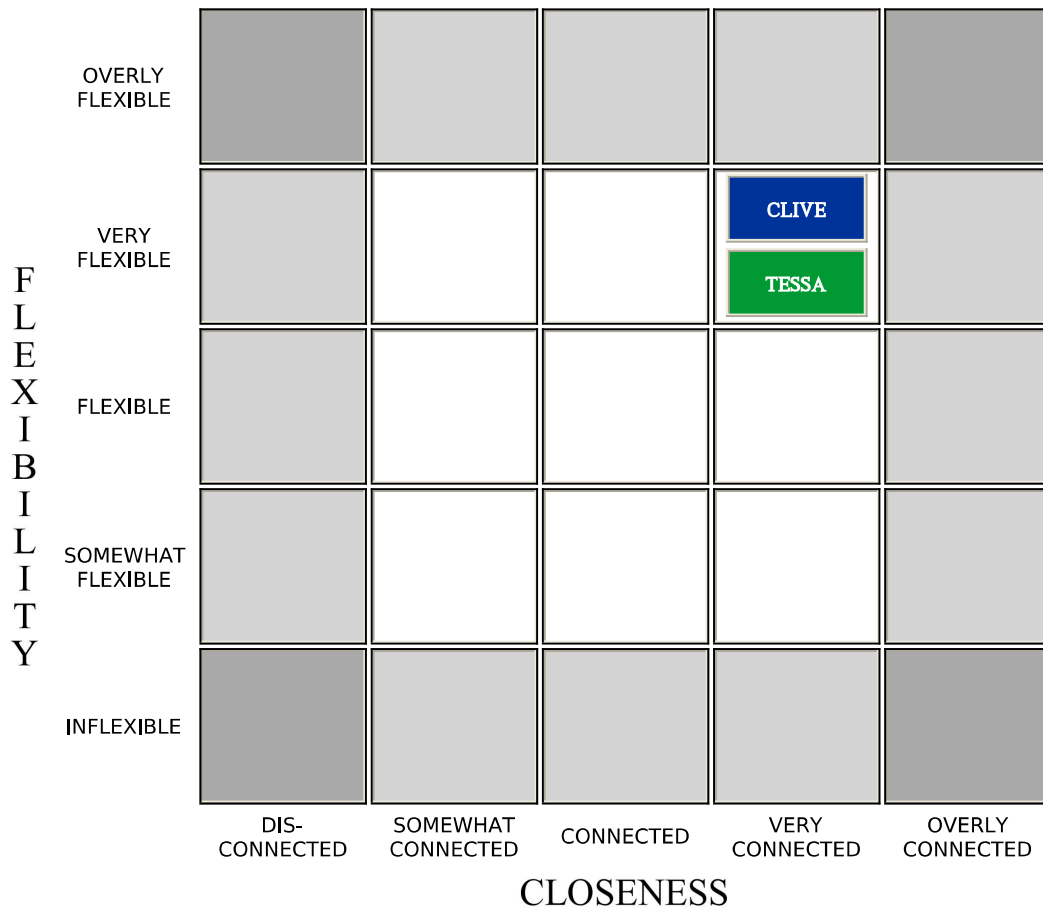 OVERLY
FLEXIBLE
VERY
FLEXIBLE
CLIVE
TESSA
FLEXIBILITY
FLEXIBLE
SOMEWHAT
FLEXIBLE
INFLEXIBLE
DIS-
CONNECTED
SOMEWHAT
CONNECTED
CONNECTED
VERY
CONNECTED
OVERLY
CONNECTED
CLOSENESS